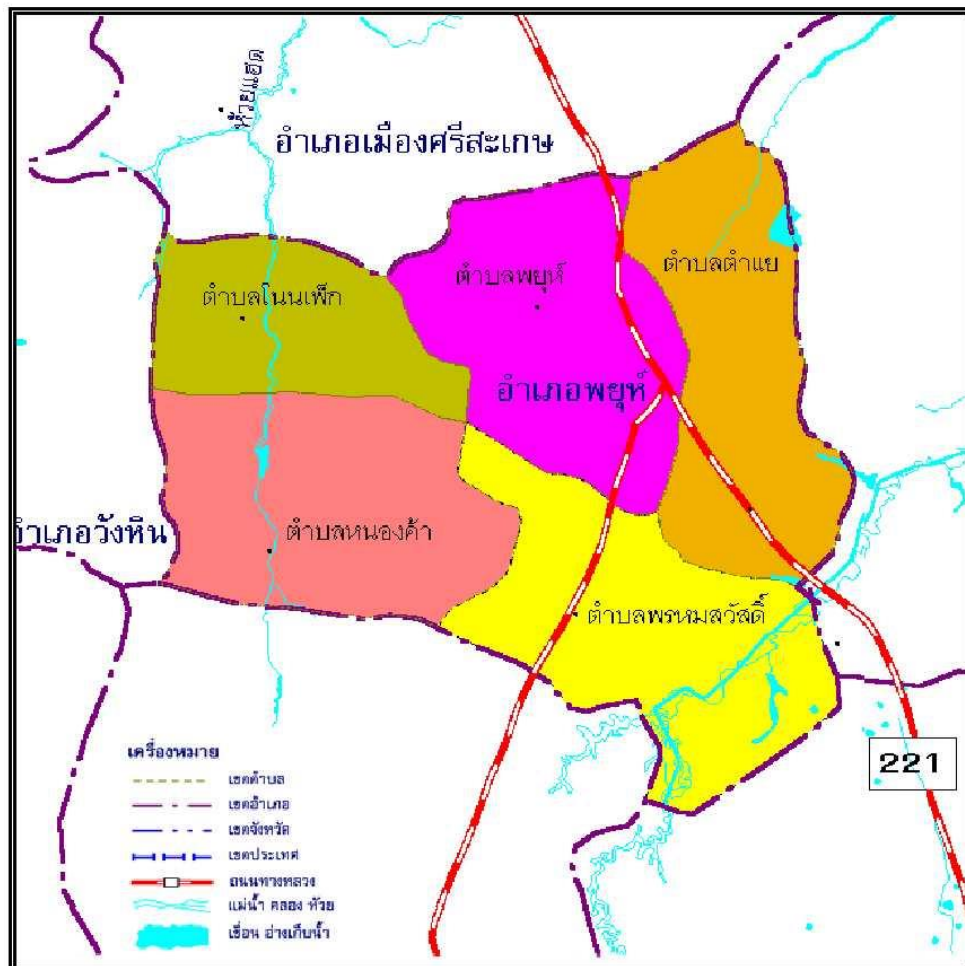 ห้วยแฮด
อำเภอเมืองศรีสะเกษ
ตำบลพยุห์
ตำบลตำแย
ตำบลโนนเพ็ก
อำเภอพยุห์
อำเภอวังหิน
ตำบลหนองค้า
ตำบลพรหมสวัสดิ์
221
เครื่องหมาย
เขตตำบล
เขตอำเภอ
เขตจังหวัด
เขตประเทศ
ถนนทางหลวง
แม่น้ำ คลอง ห้วย
เขื่อน อ่างเก็บน้ำ